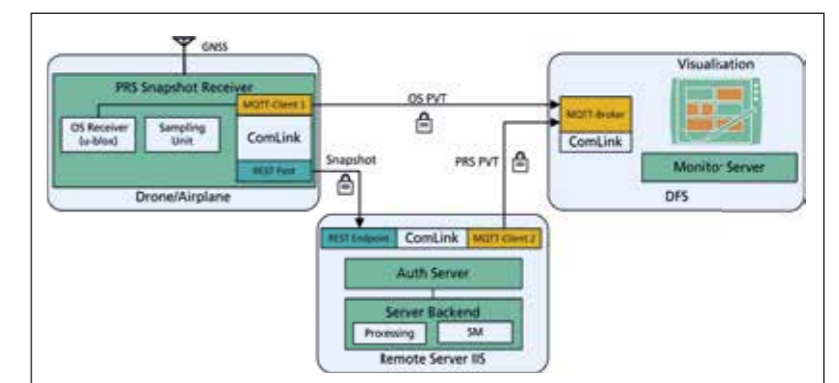 GNSS
PRS Snapshot Receiver
MQTT-Client 1
OS Receiver
(u-blox)
Sampling
Unit
ComLink
REST Post
Drone/Airplane
OS PVT
Snapshot
PRS PVT
Visualisation
MQTT-Broker
ComLink
Monitor Server
DFS
REST Endpoint
ComLink
MQTT-Client 2
Auth Server
Server Backend
Processing
SM
Remote Server IIS